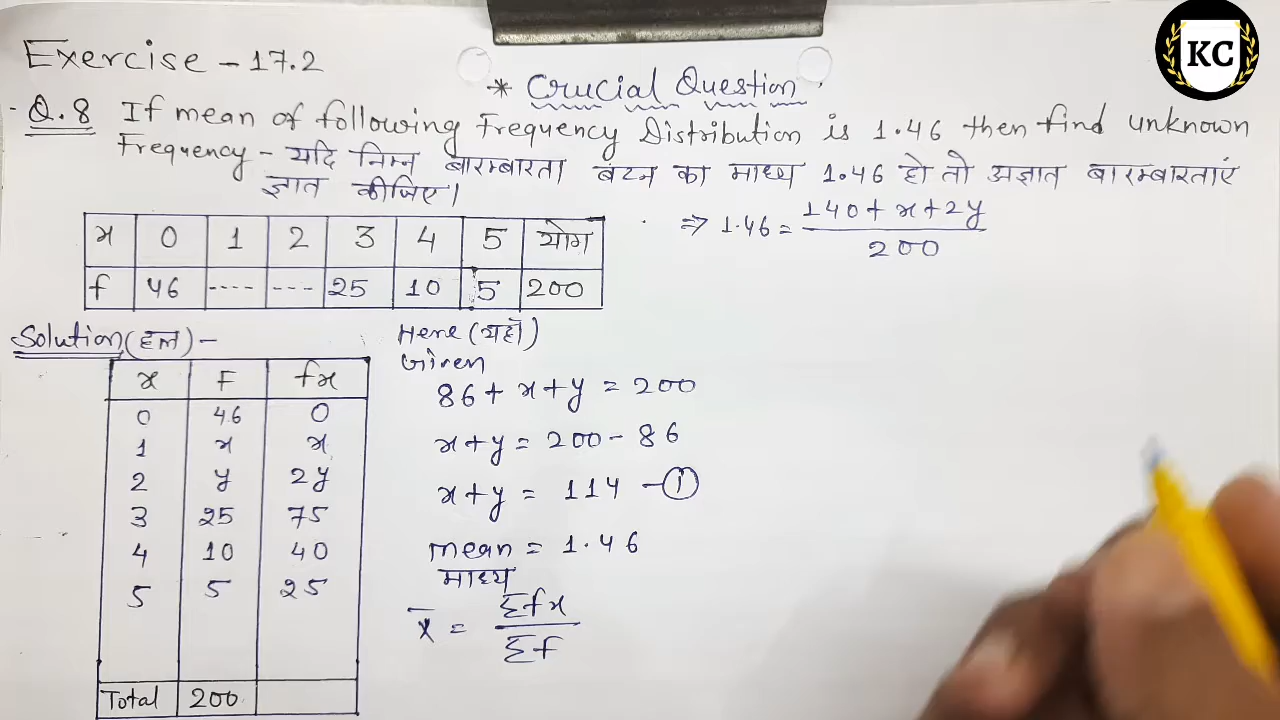 KC
Exercise - 17.2
* Crucial Question
Q.8 If mean of following Frequency Distribution is 1.46 then find unknown
Frequency - यदि निम्न बारम्बारता बंटन का माध्य 1.46 हो तो अज्ञात बारम्बारताएं
ज्ञात कीजिए।
x 0 1 2 3 4 5 योग
f 46 ---- --- 25 10 5 200
⇒ 1.46 = (140 + x + 2y)/200
Solution (हल) -
x F fx
0 46 0
1 x x
2 y 2y
3 25 75
4 10 40
5 5 25
Total 200
Here (यहाँ)
Given
86 + x + y = 200
x + y = 200 - 86
x + y = 114 - ①
mean = 1.46
माध्य
x̄ = Σfx/Σf